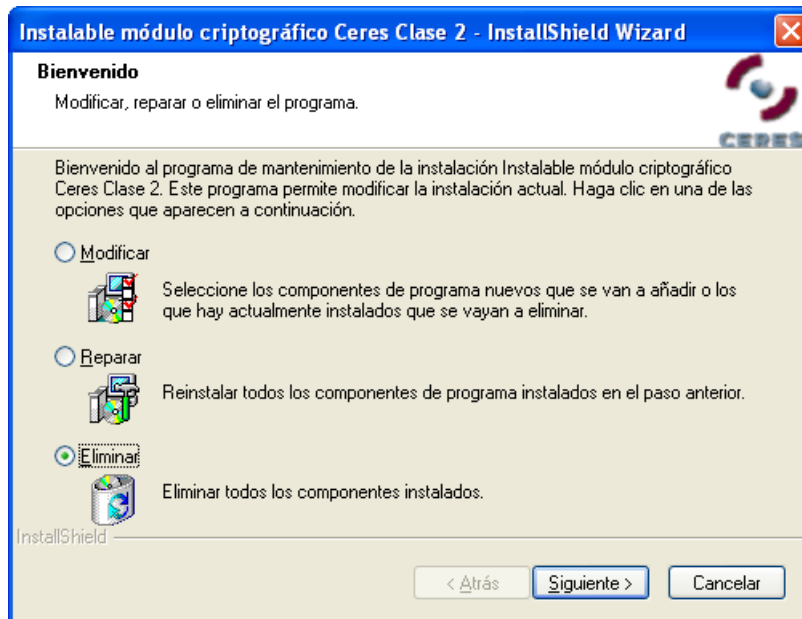 Instalable módulo criptográfico Ceres Clase 2 - InstallShield Wizard
Bienvenido
Modificar, reparar o eliminar el programa.
CERES
Bienvenido al programa de mantenimiento de la instalación Instalable módulo criptográfico
Ceres Clase 2. Este programa permite modificar la instalación actual. Haga clic en una de las
opciones que aparecen a continuación.
Modificar
Seleccione los componentes de programa nuevos que se van a añadir o los
que hay actualmente instalados que se vayan a eliminar.
Reparar
Reinstalar todos los componentes de programa instalados en el paso anterior.
Eliminar
Eliminar todos los componentes instalados.
InstallShield
< Atrás Siguiente > Cancelar